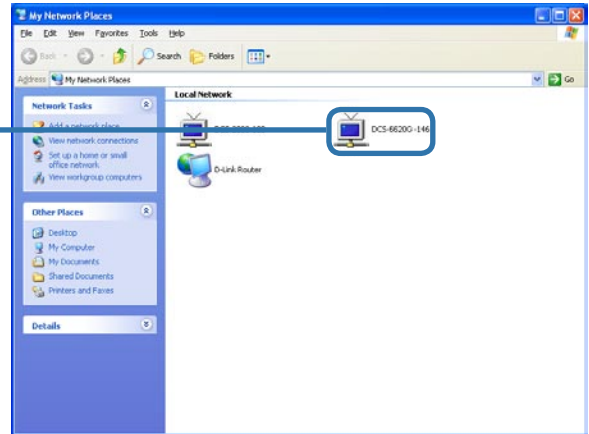 My Network Places
File Edit View Favorites Tools Help
Back Search Folders
Address My Network Places Go
Local Network
Network Tasks
Add a network place
View network connections
Set up a home or small
office network
View workgroup computers
DCS-6620G -146
D-Link Router
Other Places
Desktop
My Computer
My Documents
Shared Documents
Printers and Faxes
Details